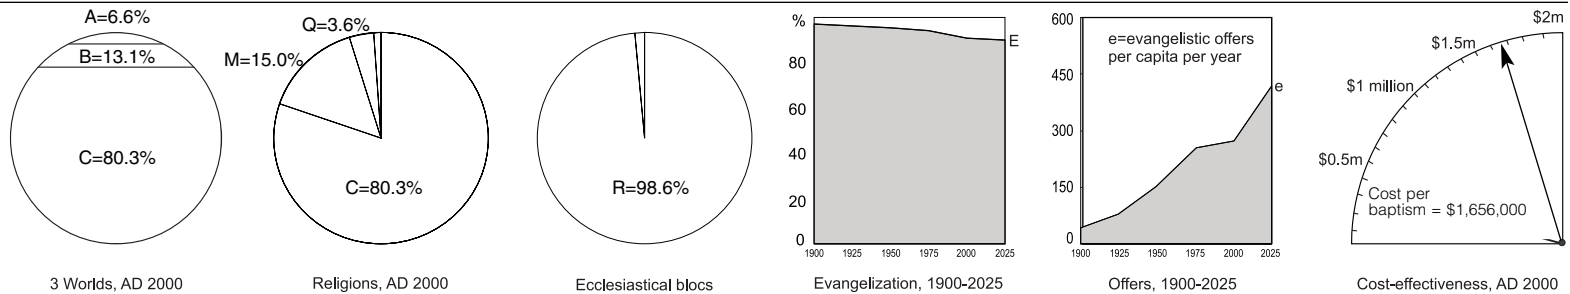 A=6.6%
B=13.1%
C=80.3%
3 Worlds, AD 2000
Q=3.6%
M=15.0%
C=80.3%
Religions, AD 2000
R=98.6%
Ecclesiastical blocs
%
80
60
40
20
0
E
1900 1925 1950 1975 2000 2025
Evangelization, 1900-2025
600
450
300
150
0
e=evangelistic offers
per capita per year
e
1900 1925 1950 1975 2000 2025
Offers, 1900-2025
$2m
$1.5m
$1 million
$0.5m
Cost per
baptism = $1,656,000
Cost-effectiveness, AD 2000